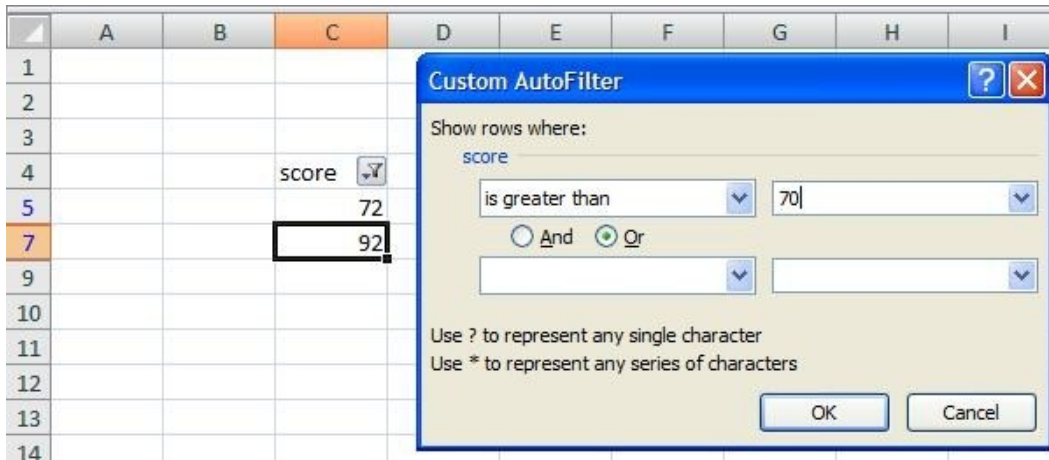 A B C D E F G H I
1
2
3
4 score
5 72
7 92
9
10
11
12
13
14
Custom AutoFilter ?
Show rows where:
score
is greater than 70
And Or
Use ? to represent any single character
Use * to represent any series of characters
OK Cancel